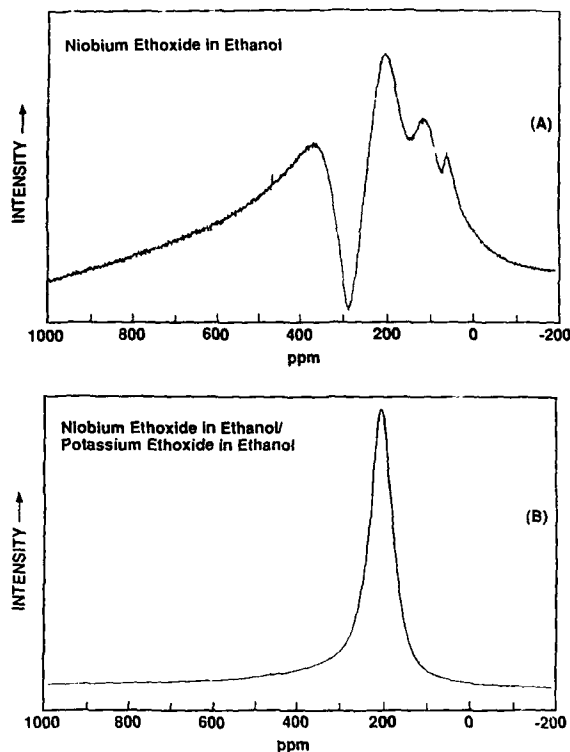 Niobium Ethoxide in Ethanol
(A)
INTENSITY
1000 800 600 400 200 0 -200
ppm
Niobium Ethoxide in Ethanol/
Potassium Ethoxide in Ethanol
(B)
INTENSITY
1000 800 600 400 200 0 -200
ppm